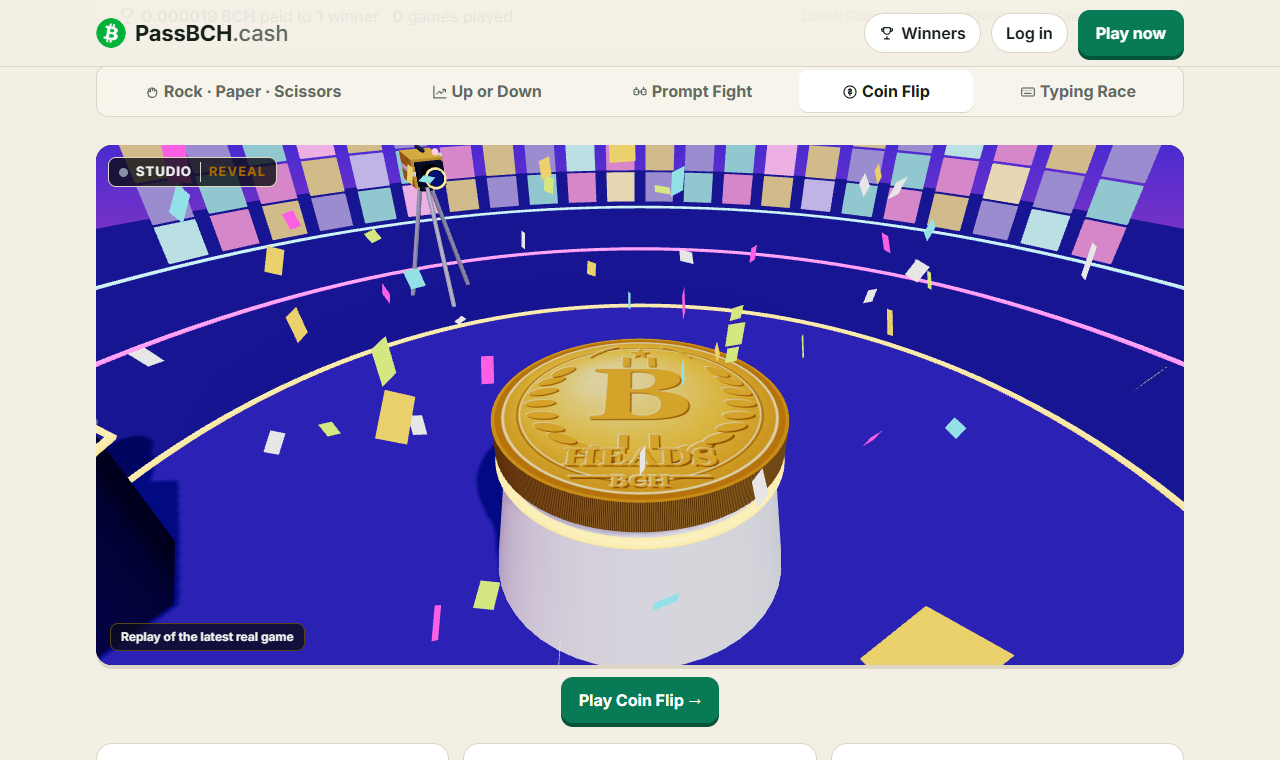 0.000019 BCH paid to 1 winner · 0 games played
PassBCH.cash
Winners
Log in
Play now
Rock · Paper · Scissors
Up or Down
Prompt Fight
Coin Flip
Typing Race
STUDIO
REVEAL
B
HEADS
BCH
Replay of the latest real game
Play Coin Flip →